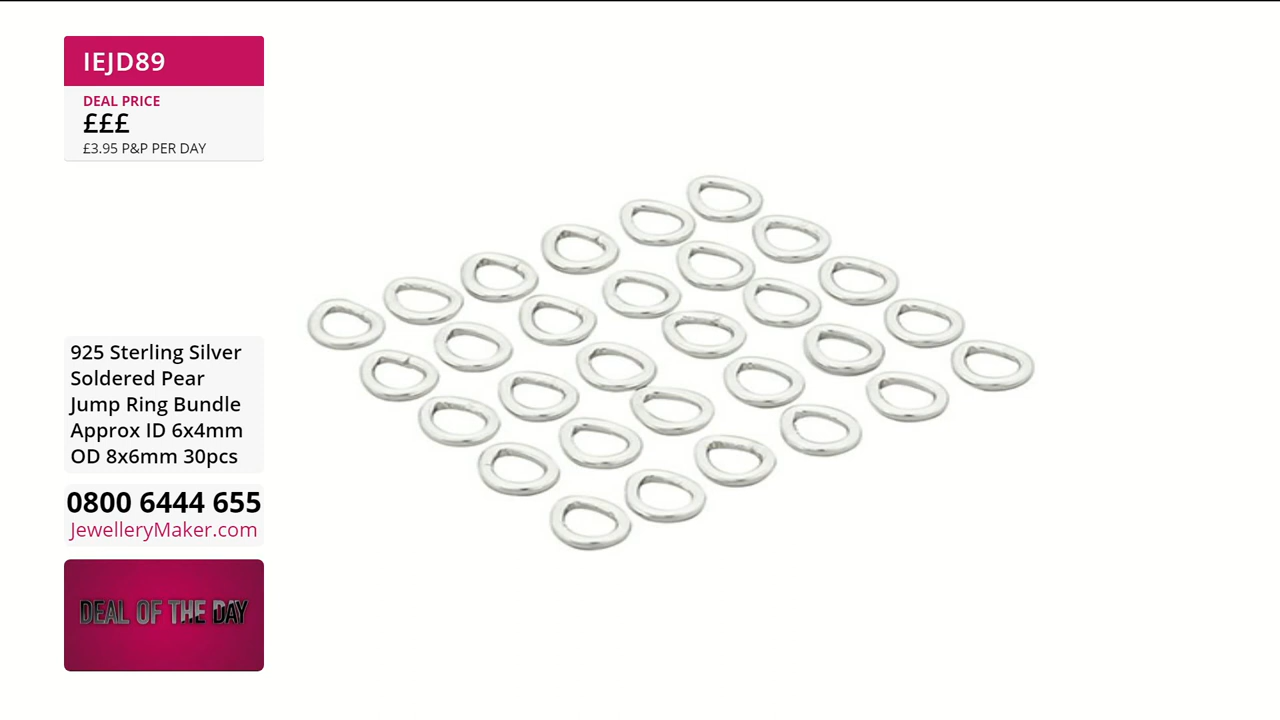 IEJD89
DEAL PRICE
£££
£3.95 P&P PER DAY
925 Sterling Silver
Soldered Pear
Jump Ring Bundle
Approx ID 6x4mm
OD 8x6mm 30pcs
0800 6444 655
JewelleryMaker.com
DEAL OF THE DAY